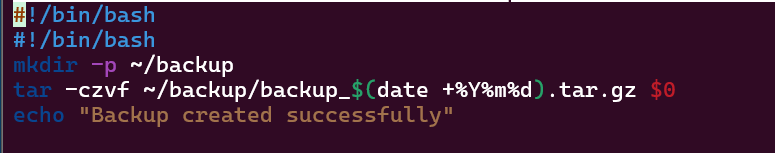 #!/bin/bash
#!/bin/bash
mkdir -p ~/backup
tar -czvf ~/backup/backup_$(date +%Y%m%d).tar.gz $0
echo "Backup created successfully"